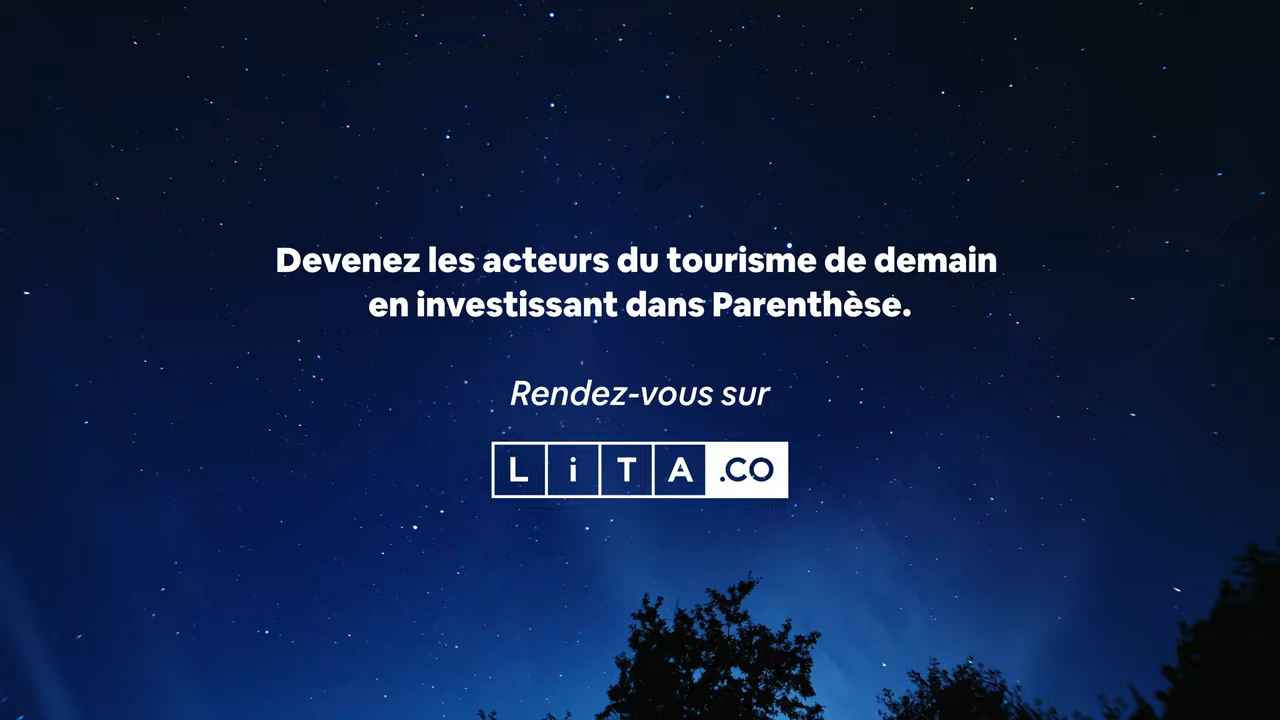 Devenez les acteurs du tourisme de demain
en investissant dans Parenthèse.
Rendez-vous sur
LiTA.CO